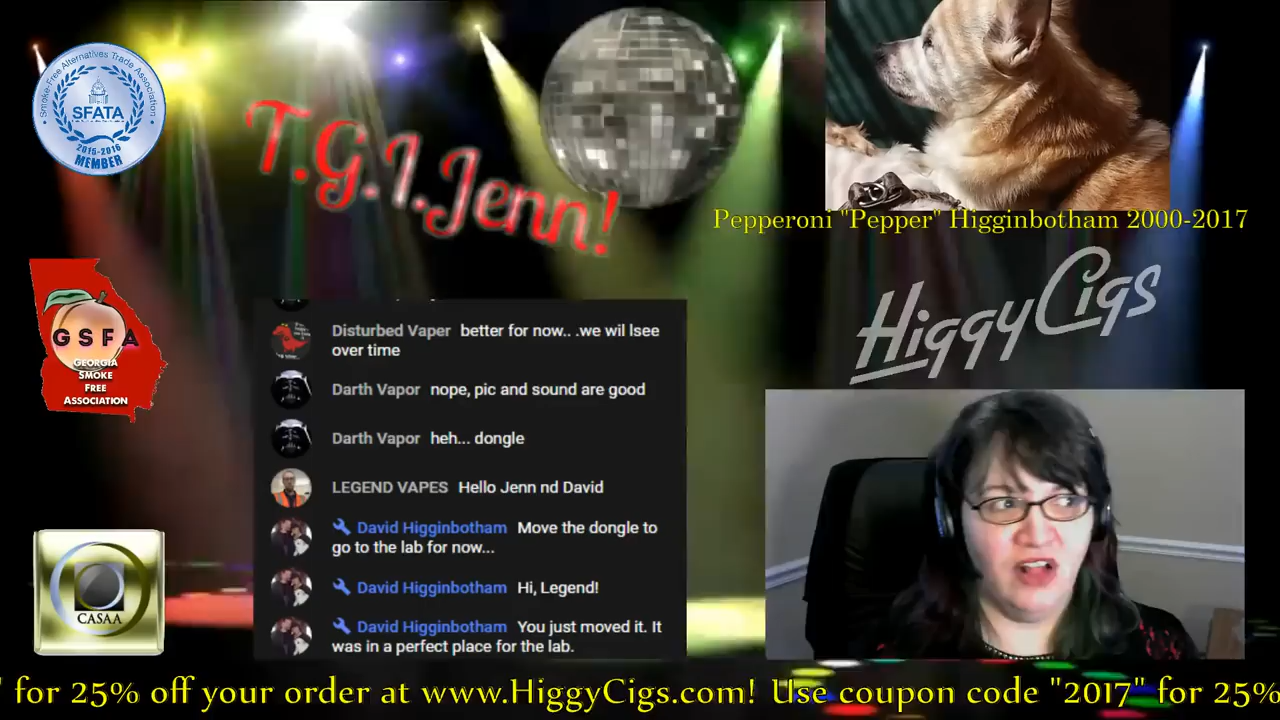 Smoke-Free Alternatives Trade Association
SFATA
2015-2016
MEMBER
T.G.I.Jenn!
Pepperoni "Pepper" Higginbotham 2000-2017
HiggyCigs
GSFA
GEORGIA
SMOKE
FREE
ASSOCIATION
CASAA
Disturbed Vaper better for now.. .we wil lsee
over time
Darth Vapor nope, pic and sound are good
Darth Vapor heh... dongle
LEGEND VAPES Hello Jenn nd David
David Higginbotham Move the dongle to
go to the lab for now...
David Higginbotham Hi, Legend!
David Higginbotham You just moved it. It
was in a perfect place for the lab.
" for 25% off your order at www.HiggyCigs.com! Use coupon code "2017" for 25%